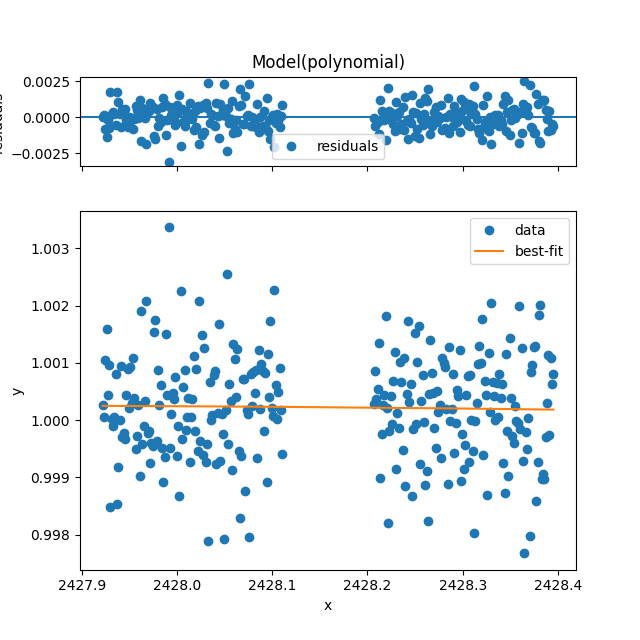 Model(polynomial)
0.0025
0.0000
−0.0025
residuals
1.003
1.002
1.001
1.000
0.999
0.998
y
data
best-fit
2427.9
2428.0
2428.1
2428.2
2428.3
2428.4
x